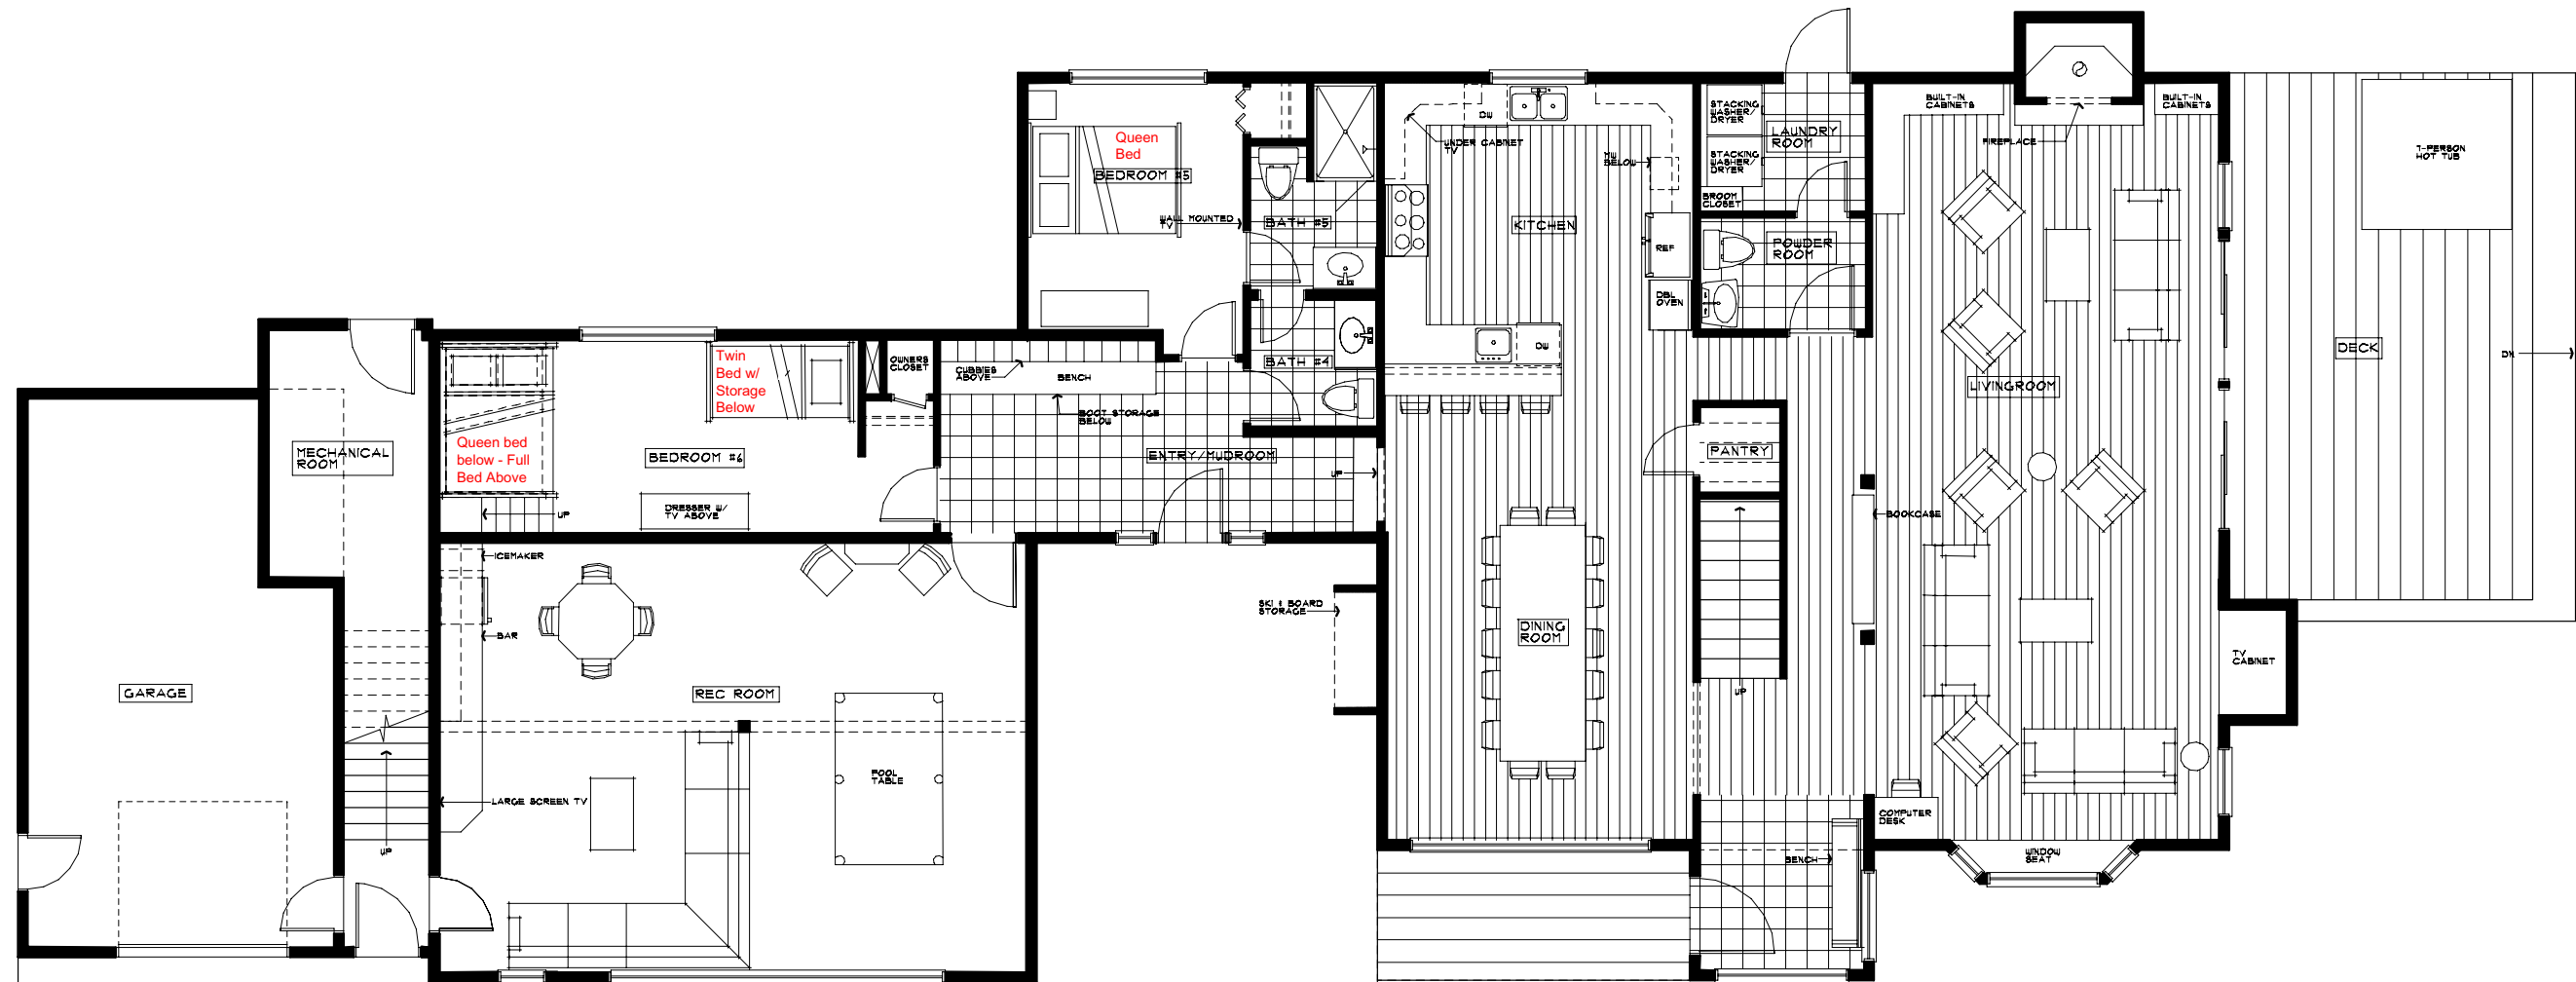 BUILT-IN
CABINETS
BUILT-IN
CABINETS
FIREPLACE
7-PERSON
HOT TUB
STACKING
WASHER/
DRYER
STACKING
WASHER/
DRYER
LAUNDRY
ROOM
BROOM
CLOSET
DW
UNDER CABINET
TV
MW
BELOW
Queen
Bed
BEDROOM #5
WALL MOUNTED
TV
BATH #5
KITCHEN
REF
POWDER
ROOM
DBL
OVEN
DW
DECK
DN
LIVINGROOM
BATH #4
OWNERS
CLOSET
CUBBIES
ABOVE
BENCH
BOOT STORAGE
BELOW
Twin
Bed w/
Storage
Below
Queen bed
below - Full
Bed Above
MECHANICAL
ROOM
BEDROOM #6
ENTRY/MUDROOM
UP
PANTRY
DRESSER W/
TV ABOVE
UP
BOOKCASE
ICEMAKER
BAR
SKI & BOARD
STORAGE
DINING
ROOM
TV
CABINET
GARAGE
REC ROOM
UP
POOL
TABLE
LARGE SCREEN TV
COMPUTER
DESK
UP
BENCH
WINDOW
SEAT